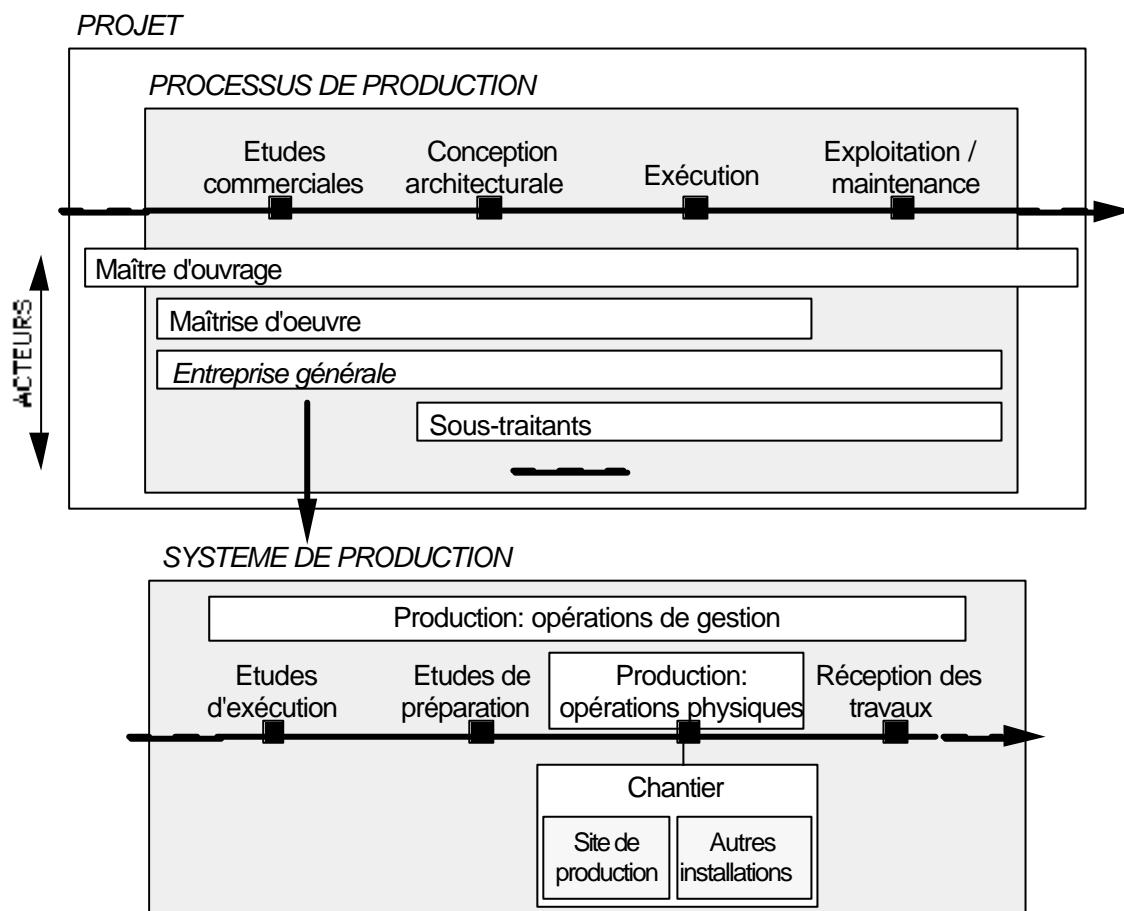 PROJET
PROCESSUS DE PRODUCTION
Etudes
commerciales
Conception
architecturale
Exécution
Exploitation /
maintenance
Maître d'ouvrage
Maîtrise d'oeuvre
Entreprise générale
Sous-traitants
ACTEURS
SYSTEME DE PRODUCTION
Production: opérations de gestion
Etudes
d'exécution
Etudes de
préparation
Production:
opérations physiques
Réception des
travaux
Chantier
Site de
production
Autres
installations